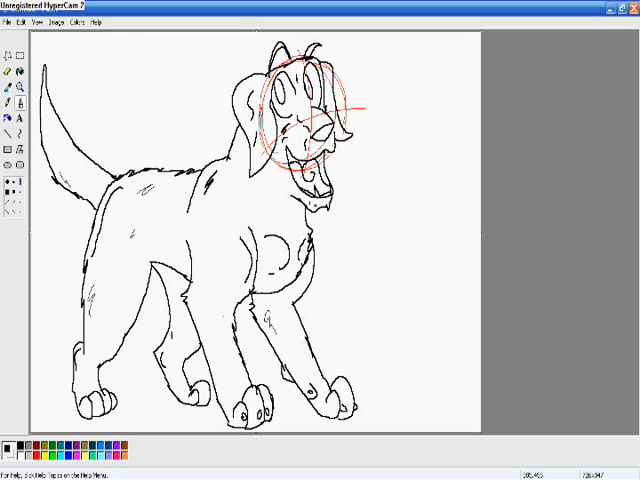 Unregistered HyperCam 2
File Edit View Image Colors Help
A
For Help, click Help Topics on the Help Menu.